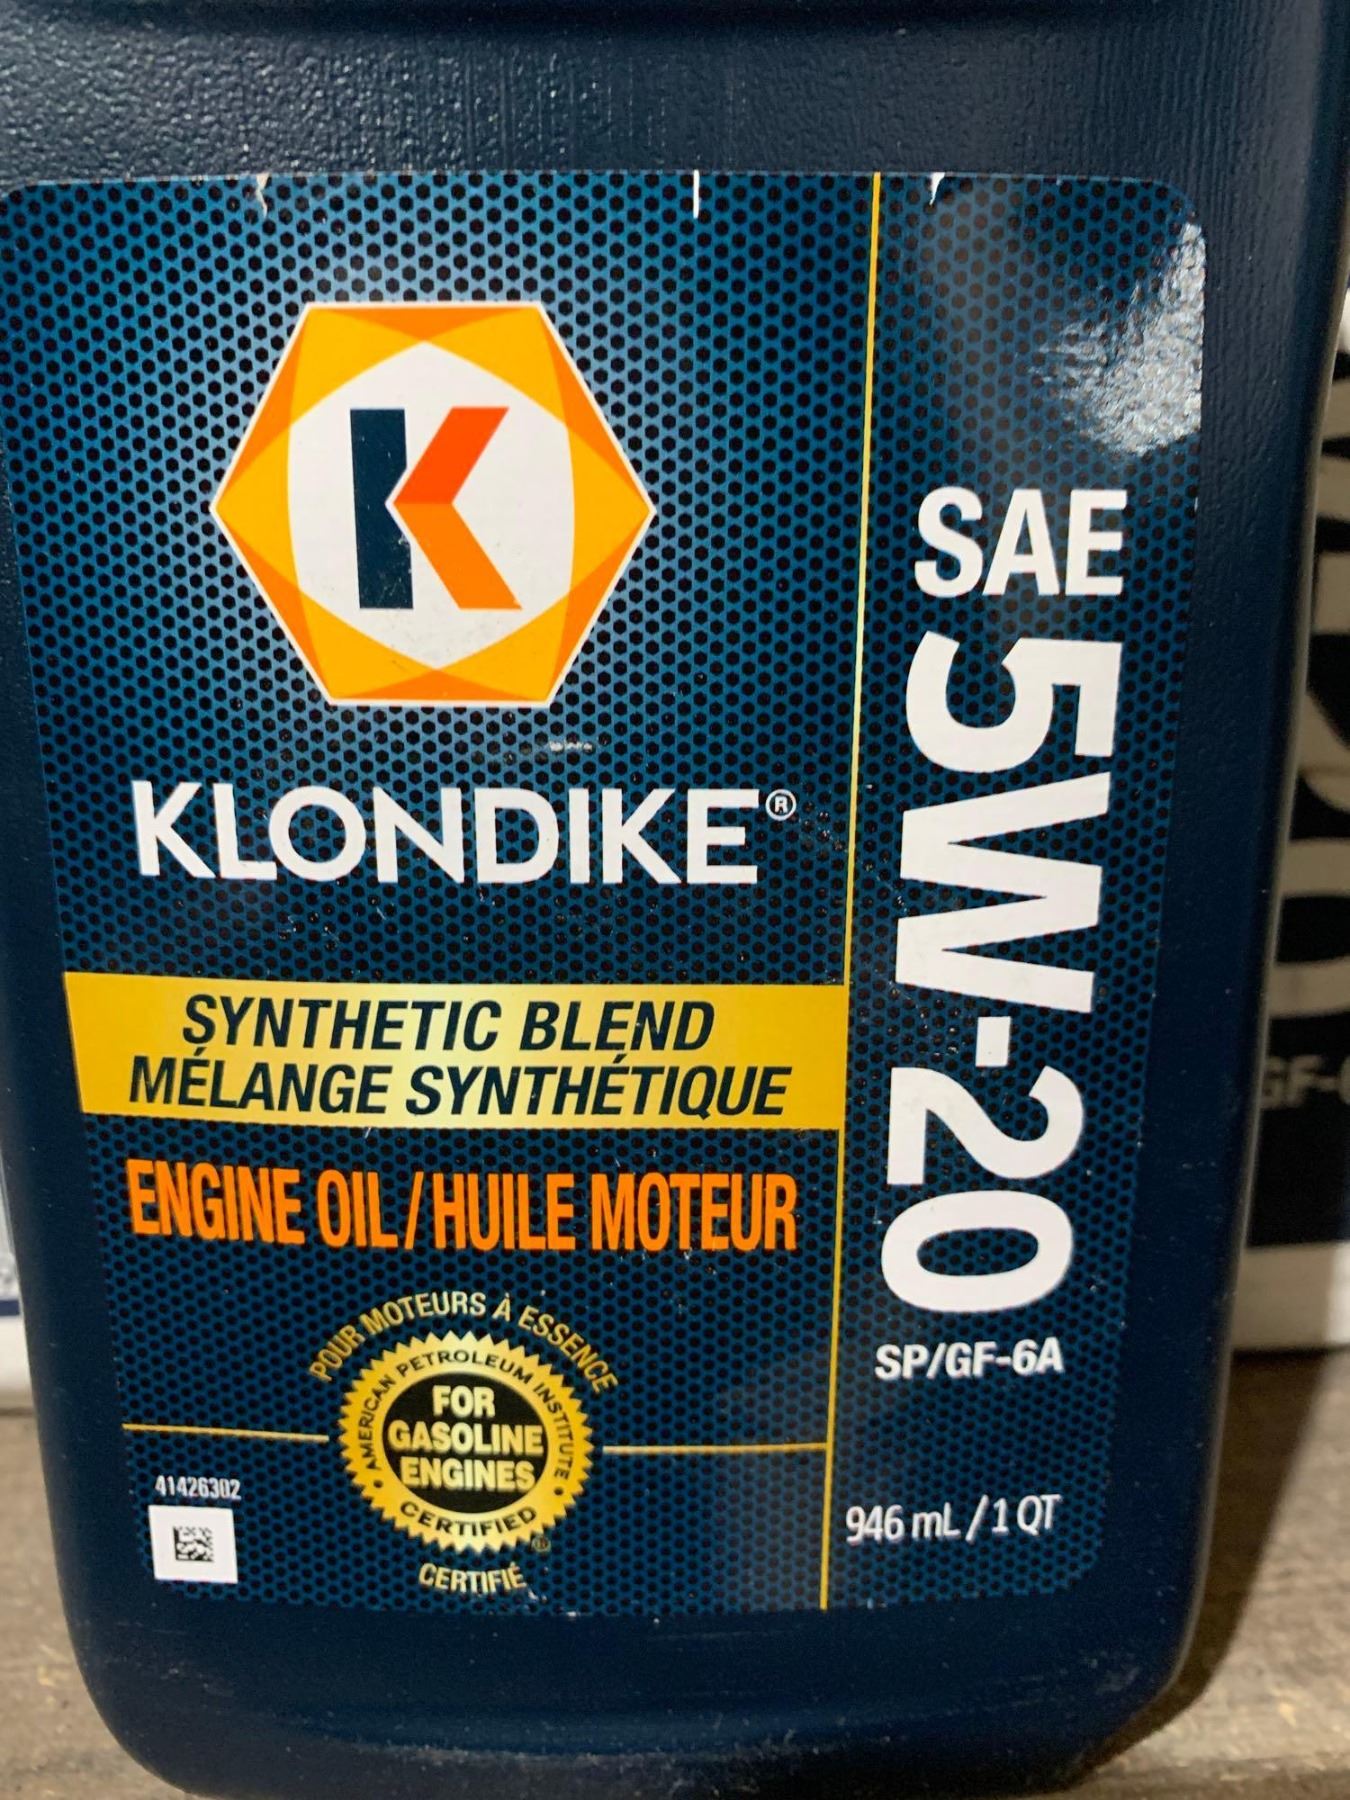 K
KLONDIKE®
SYNTHETIC BLEND
MÉLANGE SYNTHÉTIQUE
ENGINE OIL/HUILE MOTEUR
POUR MOTEURS À ESSENCE
AMERICAN PETROLEUM INSTITUTE
FOR
GASOLINE
ENGINES
CERTIFIED
CERTIFIÉ
41426302
SAE
5W-20
SP/GF-6A
946 mL/1 QT